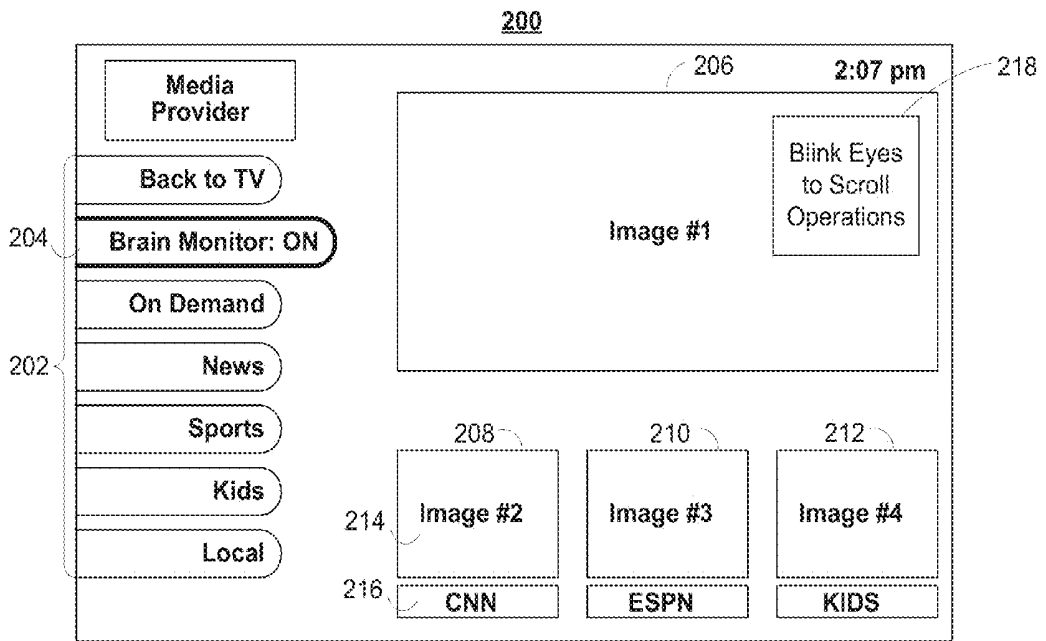 200
206
2:07 pm
218
Media
Provider
Blink Eyes
to Scroll
Operations
Back to TV
204
Brain Monitor: ON
Image #1
On Demand
202
News
Sports
208
210
212
Kids
214
Image #2
Image #3
Image #4
Local
216
CNN
ESPN
KIDS